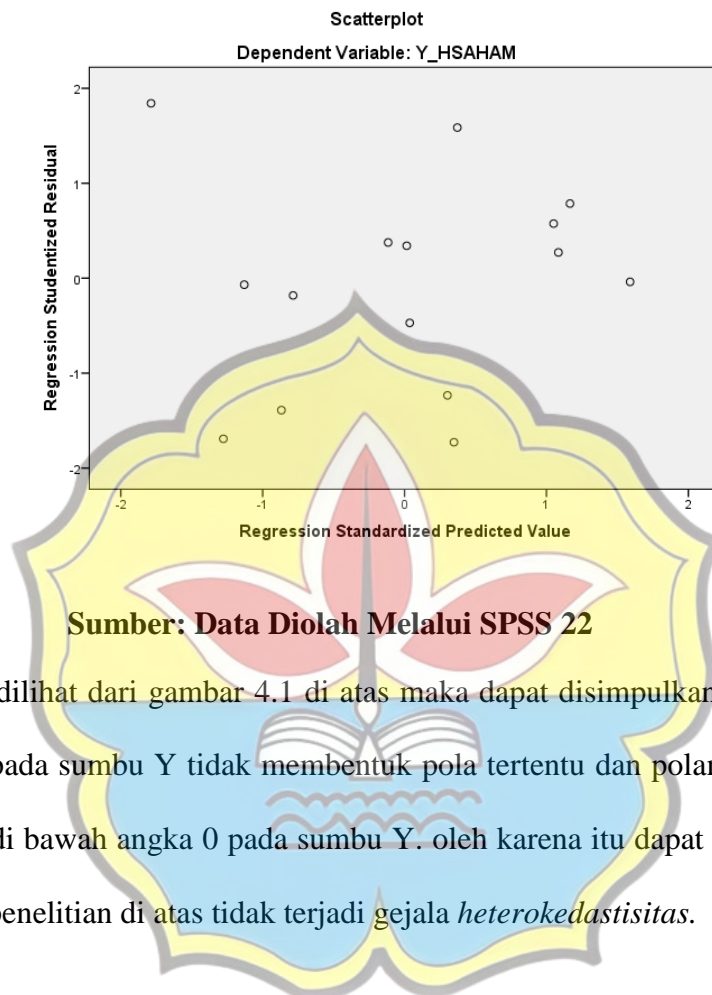 Scatterplot
Dependent Variable: Y_HSAHAM
Regression Studentized Residual
2
1
0
-1
-2
-2 -1 0 1 2
Regression Standardized Predicted Value
Sumber: Data Diolah Melalui SPSS 22
dilihat dari gambar 4.1 di atas maka dapat disimpulkan
pada sumbu Y tidak membentuk pola tertentu dan
di bawah angka 0 pada sumbu Y. oleh karena itu dapat
penelitian di atas tidak terjadi gejala heterokedastisitas.